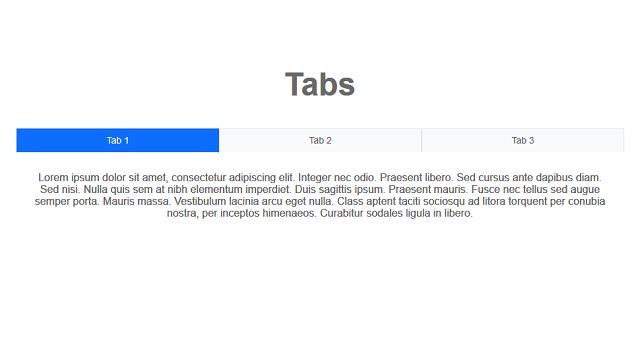 Tabs
Tab 1
Tab 2
Tab 3
Lorem ipsum dolor sit amet, consectetur adipiscing elit. Integer nec odio. Praesent libero. Sed cursus ante dapibus diam.
Sed nisi. Nulla quis sem at nibh elementum imperdiet. Duis sagittis ipsum. Praesent mauris. Fusce nec tellus sed augue
semper porta. Mauris massa. Vestibulum lacinia arcu eget nulla. Class aptent taciti sociosqu ad litora torquent per conubia
nostra, per inceptos himenaeos. Curabitur sodales ligula in libero.